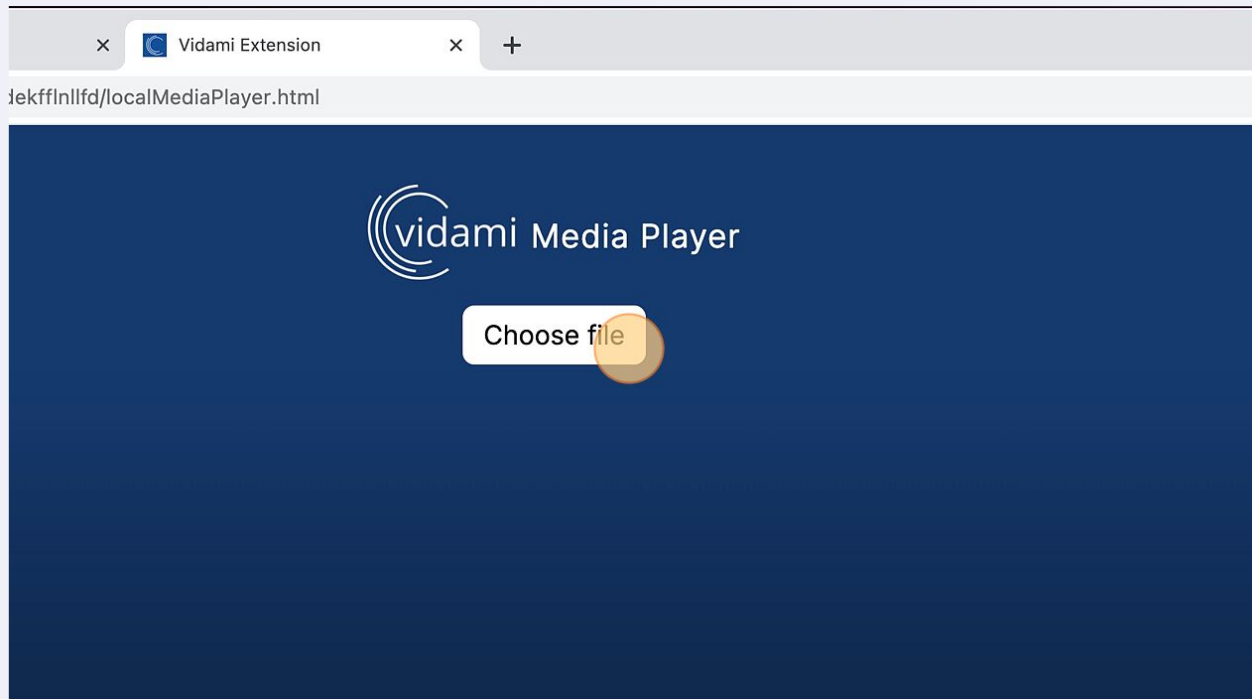 Vidami Extension
dekfflnllfd/localMediaPlayer.html
vidami Media Player
Choose file